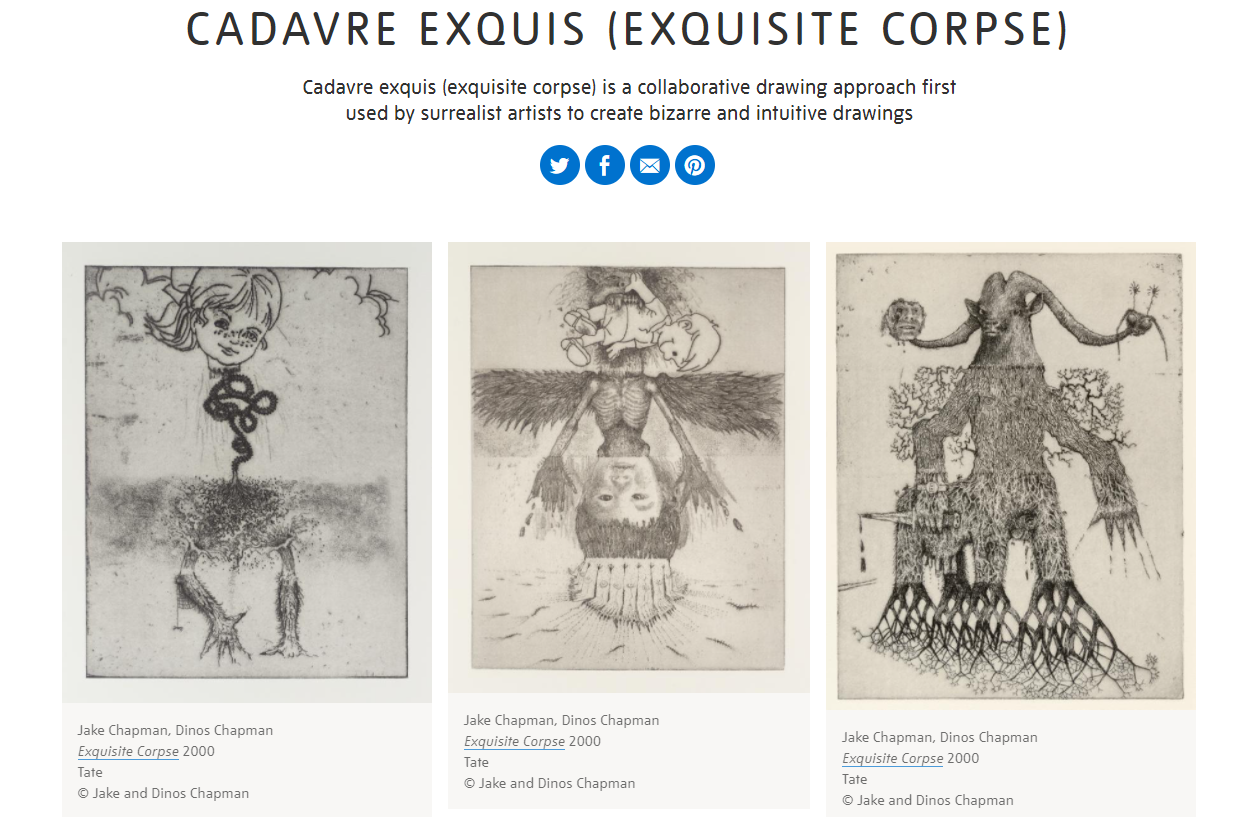 CADAVRE EXQUIS (EXQUISITE CORPSE)
Cadavre exquis (exquisite corpse) is a collaborative drawing approach first
used by surrealist artists to create bizarre and intuitive drawings
Jake Chapman, Dinos Chapman
Exquisite Corpse 2000
Tate
© Jake and Dinos Chapman
Jake Chapman, Dinos Chapman
Exquisite Corpse 2000
Tate
© Jake and Dinos Chapman
Jake Chapman, Dinos Chapman
Exquisite Corpse 2000
Tate
© Jake and Dinos Chapman